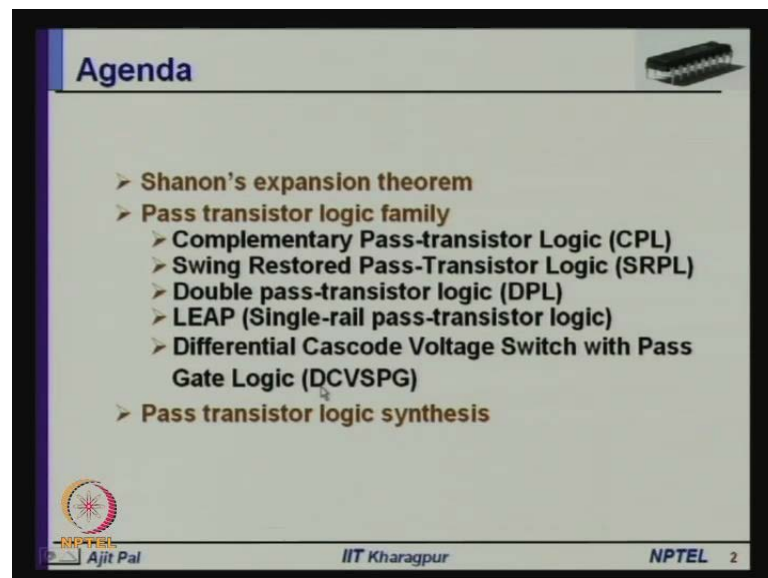 Agenda
➢ Shanon's expansion theorem
➢ Pass transistor logic family
➢ Complementary Pass-transistor Logic (CPL)
➢ Swing Restored Pass-Transistor Logic (SRPL)
➢ Double pass-transistor logic (DPL)
➢ LEAP (Single-rail pass-transistor logic)
➢ Differential Cascode Voltage Switch with Pass
Gate Logic (DCVSPG)
➢ Pass transistor logic synthesis
NPTEL
Ajit Pal IIT Kharagpur NPTEL 2